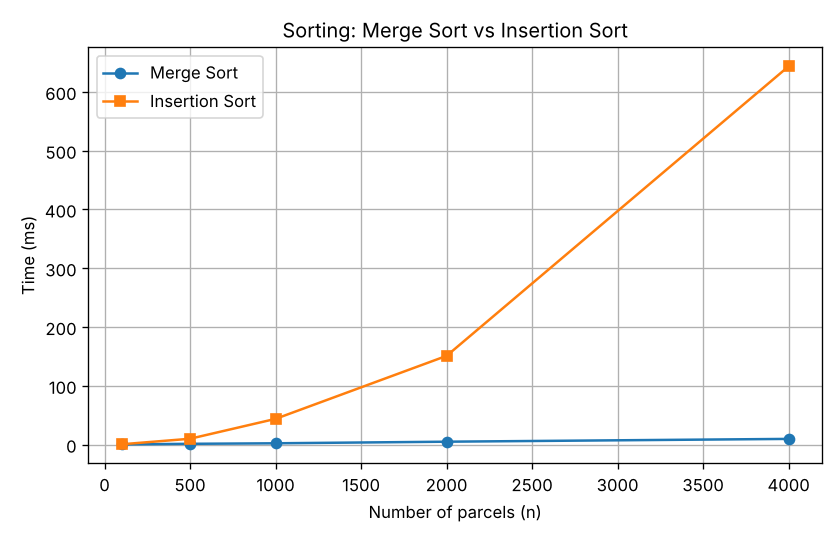 Sorting: Merge Sort vs Insertion Sort
Merge Sort
Insertion Sort
Time (ms)
600
500
400
300
200
100
0
0 500 1000 1500 2000 2500 3000 3500 4000
Number of parcels (n)